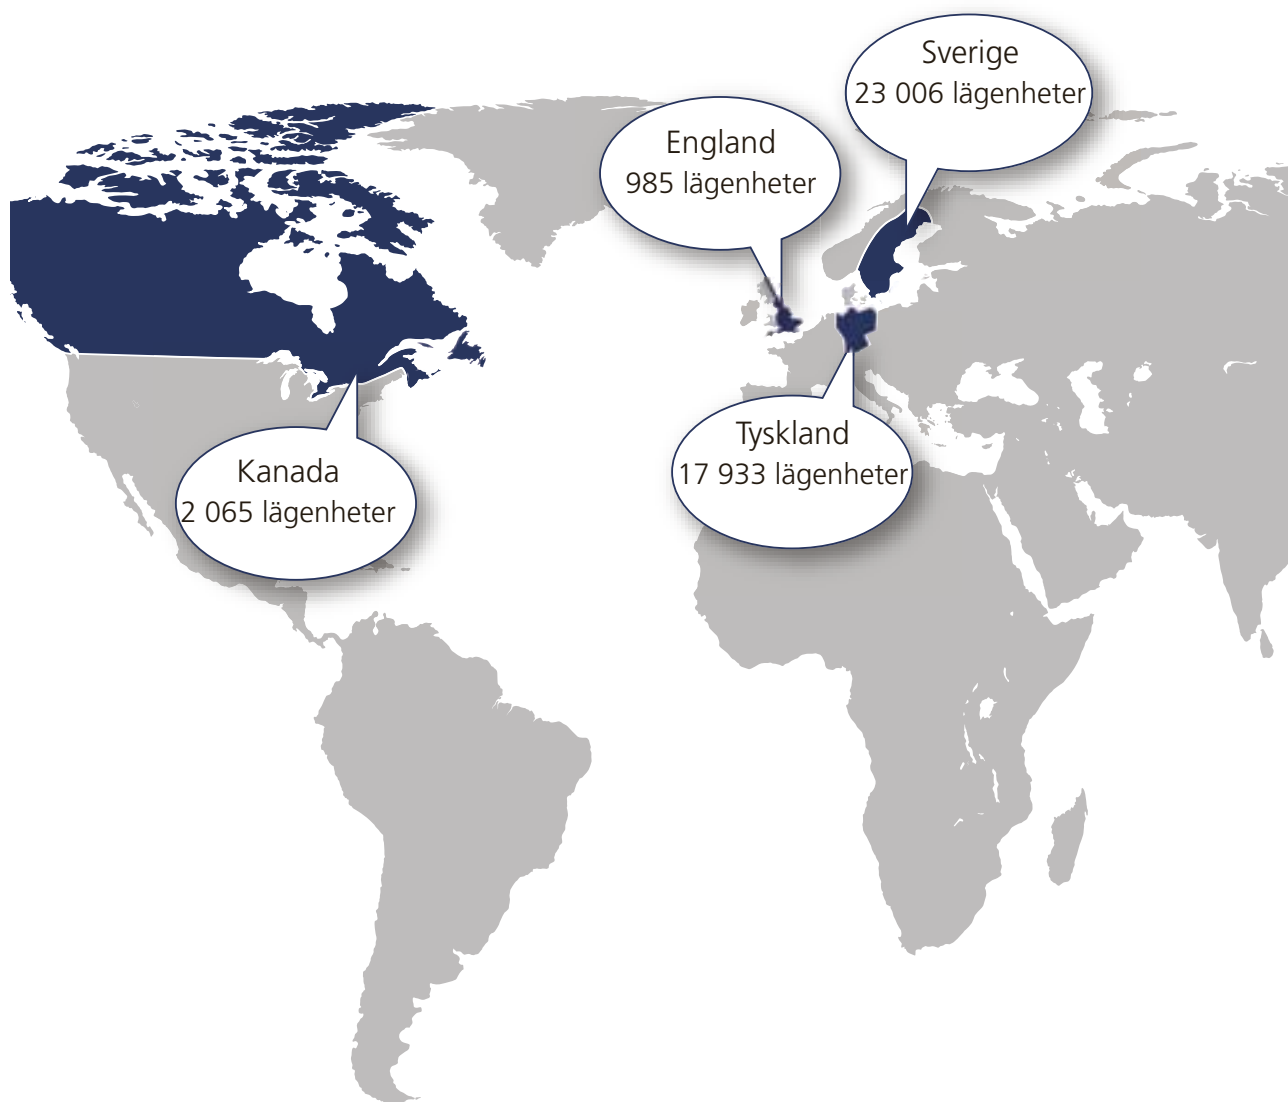 Sverige
23 006 lägenheter
England
985 lägenheter
Tyskland
17 933 lägenheter
Kanada
2 065 lägenheter